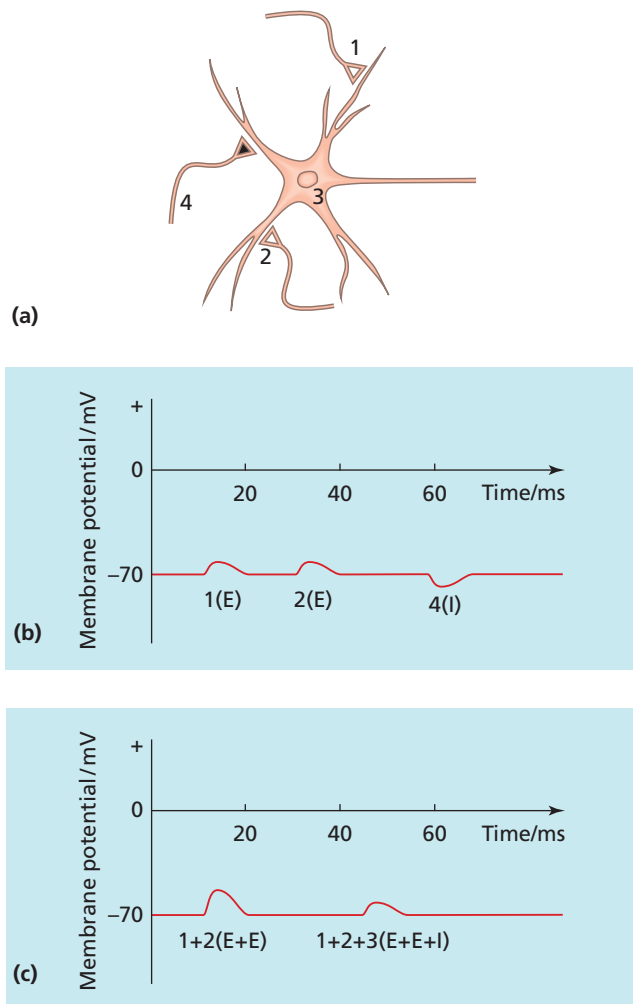 1
4
3
2
(a)
Membrane potential/mV
+
0
20 40 60 Time/ms
–70
1(E) 2(E) 4(I)
(b)
Membrane potential/mV
+
0
20 40 60 Time/ms
–70
1+2(E+E) 1+2+3(E+E+I)
(c)